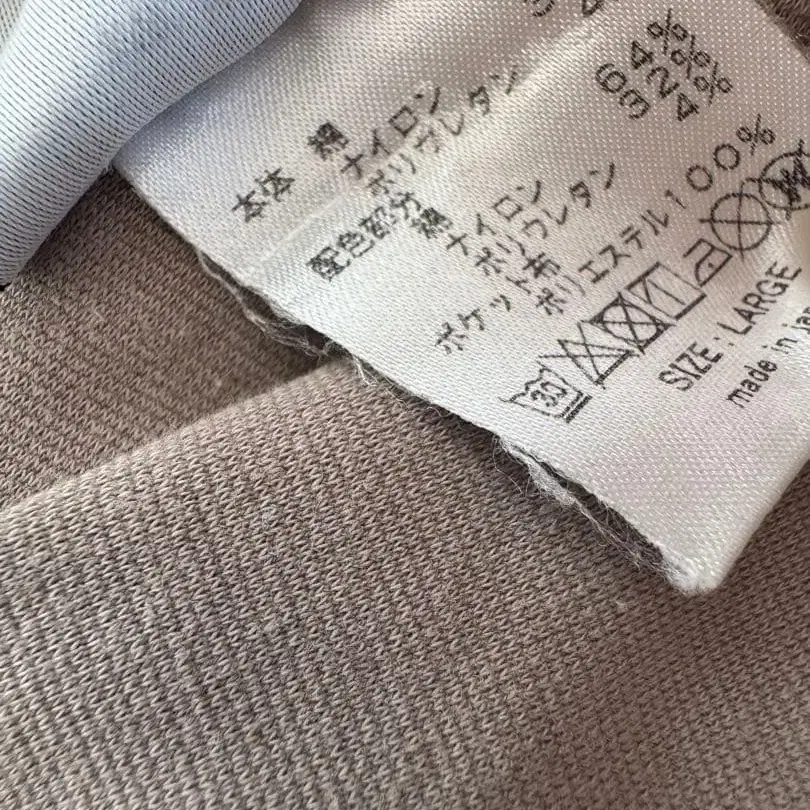 本体 綿
ナイロン
ポリウレタン
配色部分
綿 64%
ナイロン 32%
ポリウレタン 4%
ポケット布
ポリエステル100%
30
SIZE : LARGE
made in